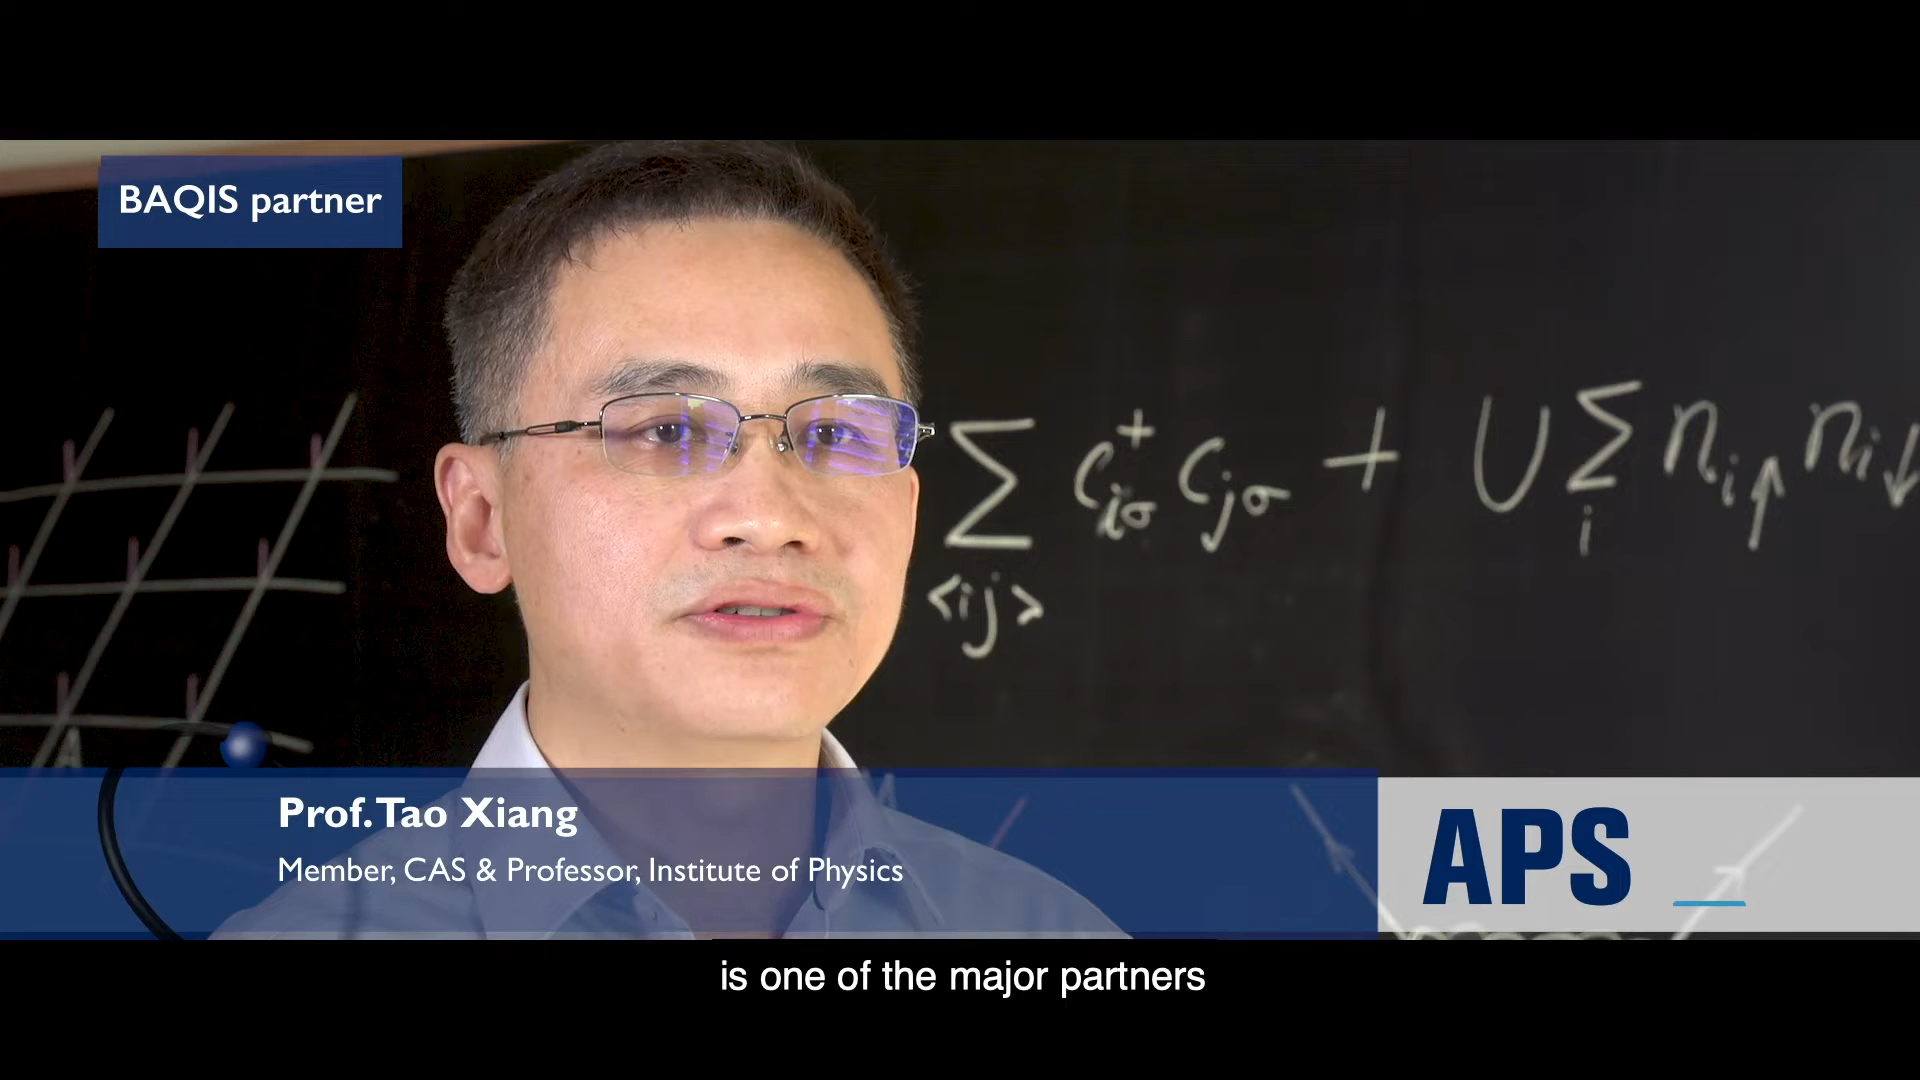 BAQIS partner
∑ c⁺iσ cjσ + U ∑ ni↑ ni↓
<ij> i
Prof. Tao Xiang
Member, CAS & Professor, Institute of Physics
APS
is one of the major partners